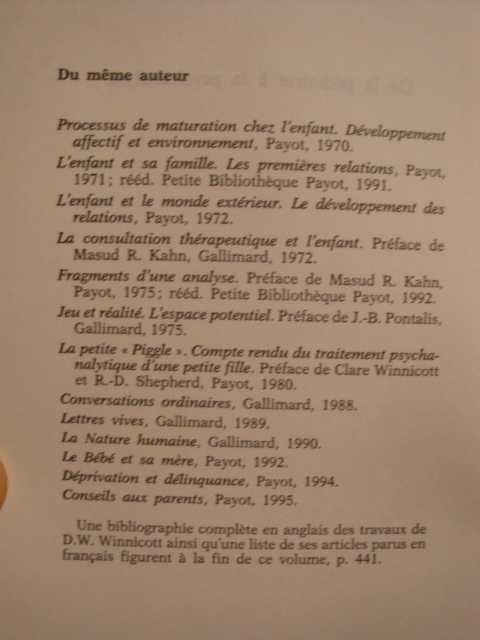 Du même auteur
Processus de maturation chez l'enfant. Développement
affectif et environnement, Payot, 1970.
L'enfant et sa famille. Les premières relations, Payot,
1971 ; rééd. Petite Bibliothèque Payot, 1991.
L'enfant et le monde extérieur. Le développement des
relations, Payot, 1972.
La consultation thérapeutique et l'enfant. Préface de
Masud R. Kahn, Gallimard, 1972.
Fragments d'une analyse. Préface de Masud R. Kahn,
Payot, 1975 ; rééd. Petite Bibliothèque Payot, 1992.
Jeu et réalité. L'espace potentiel. Préface de J.-B. Pontalis,
Gallimard, 1975.
La petite « Piggle ». Compte rendu du traitement psycha-
nalytique d'une petite fille. Préface de Clare Winnicott
et R.-D. Shepherd, Payot, 1980.
Conversations ordinaires, Gallimard, 1988.
Lettres vives, Gallimard, 1989.
La Nature humaine, Gallimard, 1990.
Le Bébé et sa mère, Payot, 1992.
Déprivation et délinquance, Payot, 1994.
Conseils aux parents, Payot, 1995.
Une bibliographie complète en anglais des travaux de
D.W. Winnicott ainsi qu'une liste de ses articles parus en
français figurent à la fin de ce volume, p. 441.